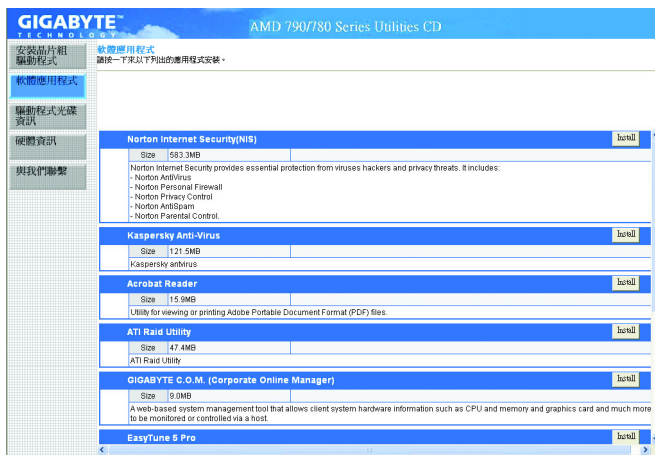 GIGABYTE™
TECHNOLOGY
AMD 790/780 Series Utilities CD
安裝晶片組
驅動程式
軟體應用程式
驅動程式光碟
資訊
硬體資訊
與我們聯繫
軟體應用程式
請按一下來以下列出的應用程式安裝。
Norton Internet Security(NIS)
Install
Size 583.3MB
Norton Internet Security provides essential protection from viruses hackers and privacy threats. It includes:
- Norton AntiVirus
- Norton Personal Firewall
- Norton Privacy Control
- Norton AntiSpam
- Norton Parental Control.
Kaspersky Anti-Virus
Install
Size 121.5MB
Kaspersky antvirus
Acrobat Reader
Install
Size 15.9MB
Utility for viewing or printing Adobe Portable Document Format (PDF) files.
ATI Raid Utility
Install
Size 47.4MB
ATI Raid Utility
GIGABYTE C.O.M. (Corporate Online Manager)
Install
Size 9.0MB
A web-based system management tool that allows client system hardware information such as CPU and memory and graphics card and much more
to be monitored or controlled via a host.
EasyTune 5 Pro
Install